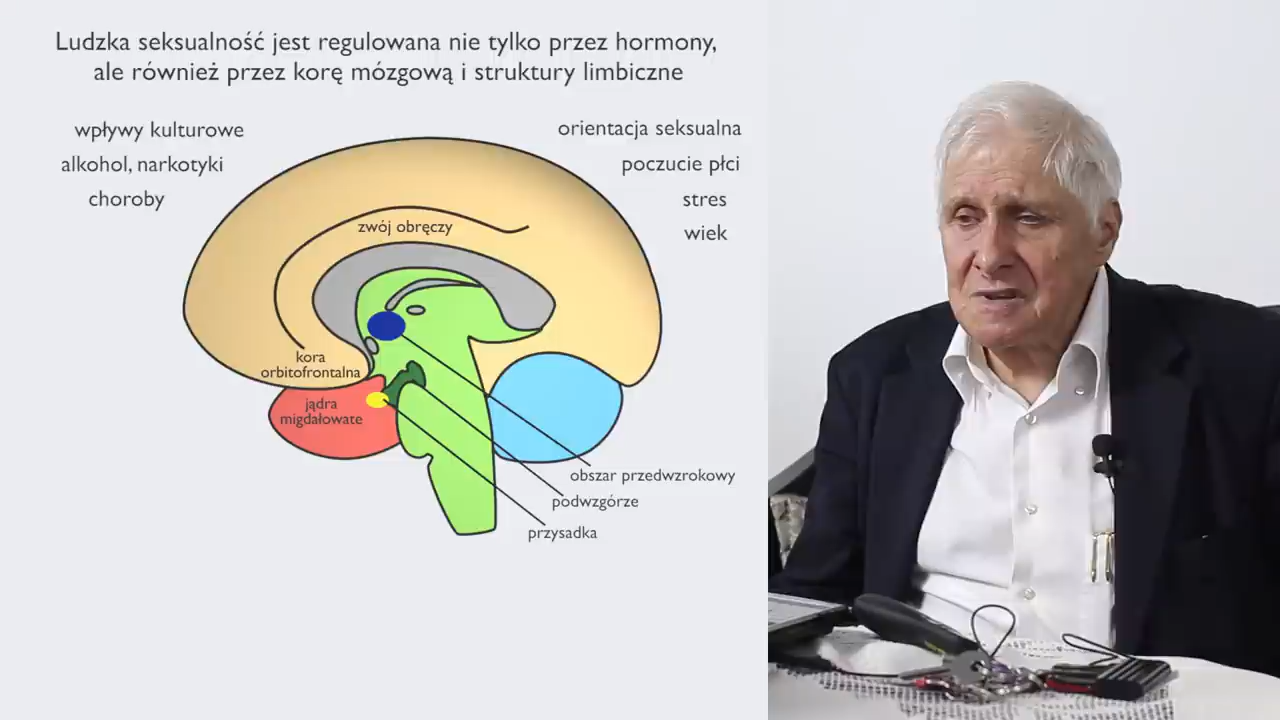 Ludzka seksualność jest regulowana nie tylko przez hormony,
ale również przez korę mózgową i struktury limbiczne
wpływy kulturowe
alkohol, narkotyki
choroby
orientacja seksualna
poczucie płci
stres
wiek
zwój obręczy
kora
orbitofrontalna
jądra
migdałowate
obszar przedwzrokowy
podwzgórze
przysadka